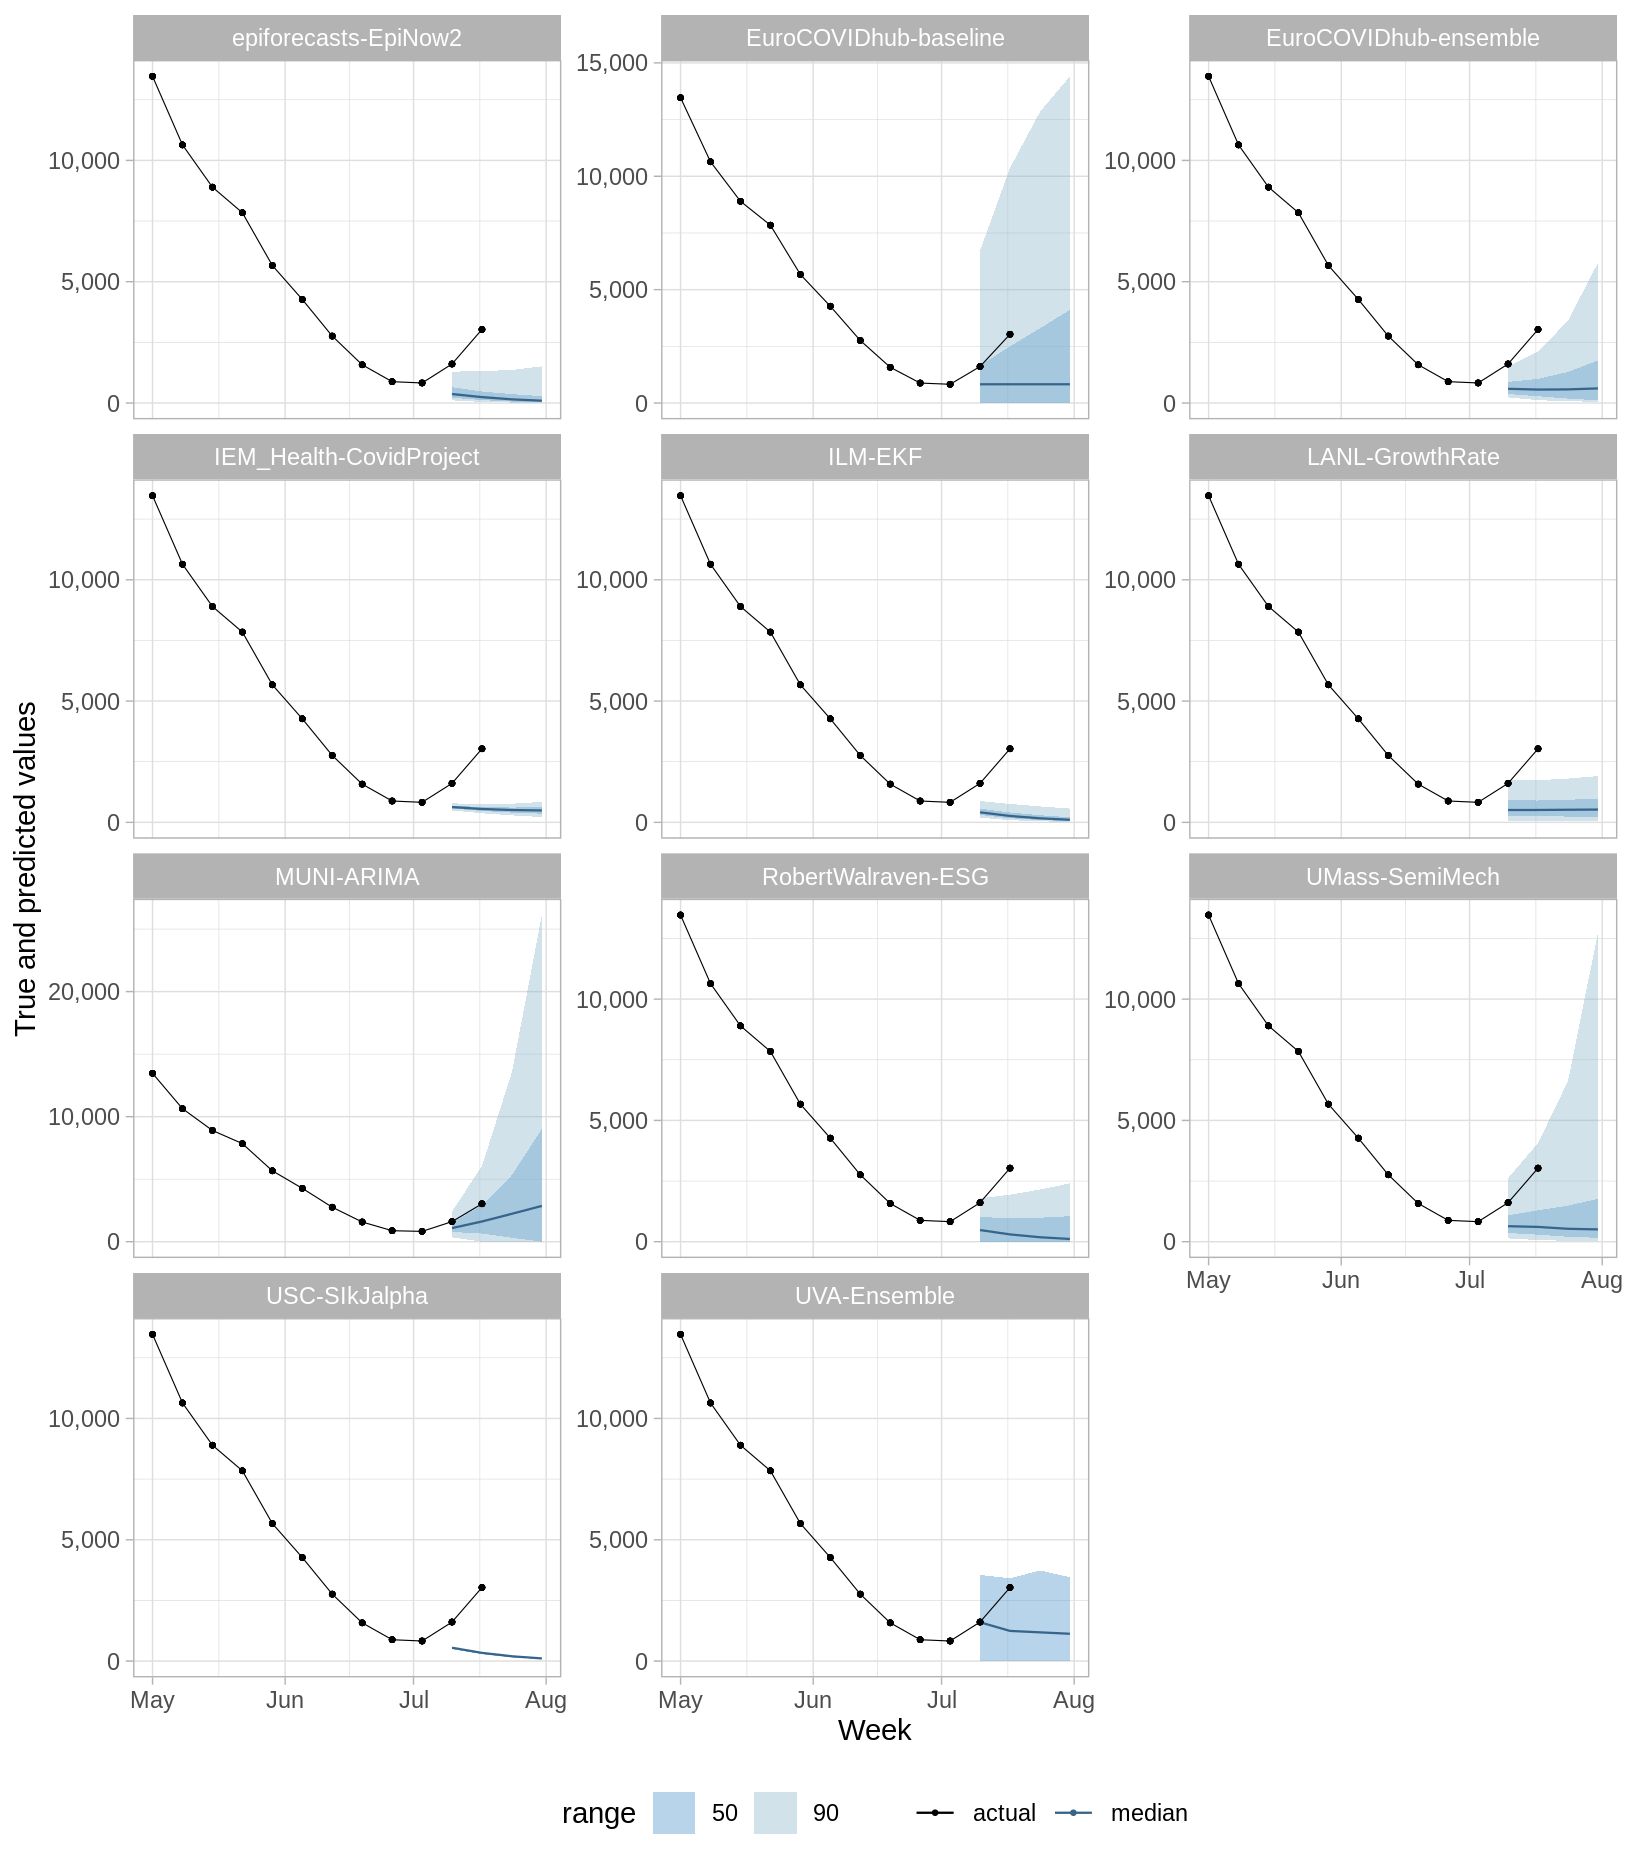 epiforecasts-EpiNow2
EuroCOVIDhub-baseline
EuroCOVIDhub-ensemble
10,000
5,000
0
15,000
10,000
5,000
0
10,000
5,000
0
IEM_Health-CovidProject
ILM-EKF
LANL-GrowthRate
10,000
5,000
0
10,000
5,000
0
10,000
5,000
0
True and predicted values
MUNI-ARIMA
RobertWalraven-ESG
UMass-SemiMech
20,000
10,000
0
10,000
5,000
0
10,000
5,000
0
May Jun Jul Aug
USC-SIkJalpha
UVA-Ensemble
10,000
5,000
0
10,000
5,000
0
May Jun Jul Aug
May Jun Jul Aug
Week
range 50 90 actual median